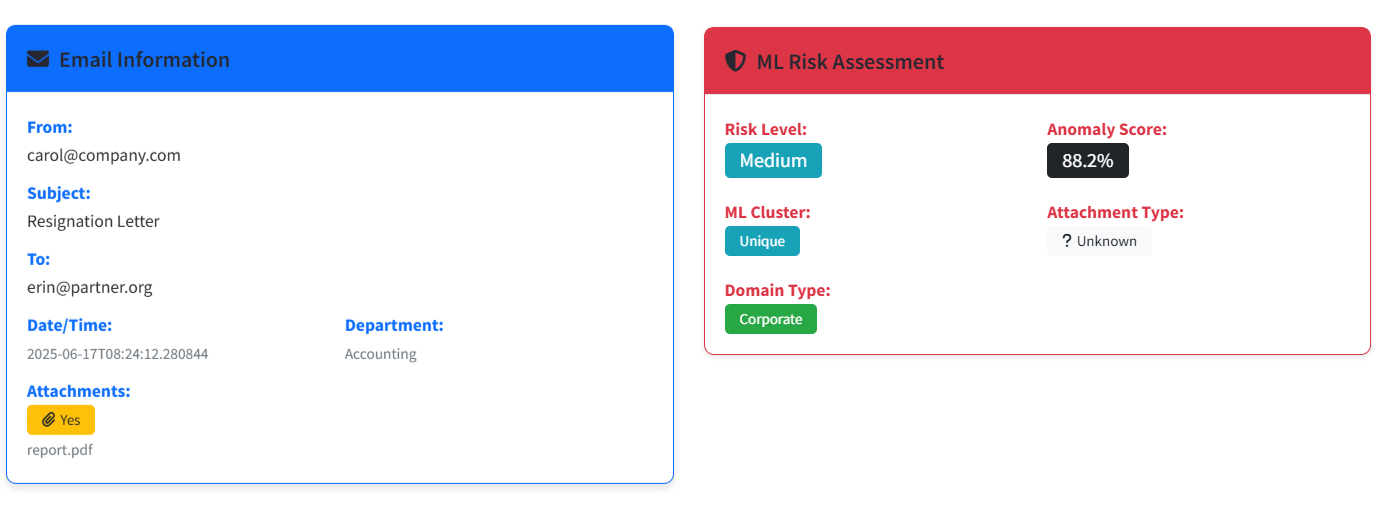 Email Information
From:
carol@company.com
Subject:
Resignation Letter
To:
erin@partner.org
Date/Time: Department:
2025-06-17T08:24:12.280844 Accounting
Attachments:
Yes
report.pdf
ML Risk Assessment
Risk Level: Anomaly Score:
Medium 88.2%
ML Cluster: Attachment Type:
Unique ? Unknown
Domain Type:
Corporate